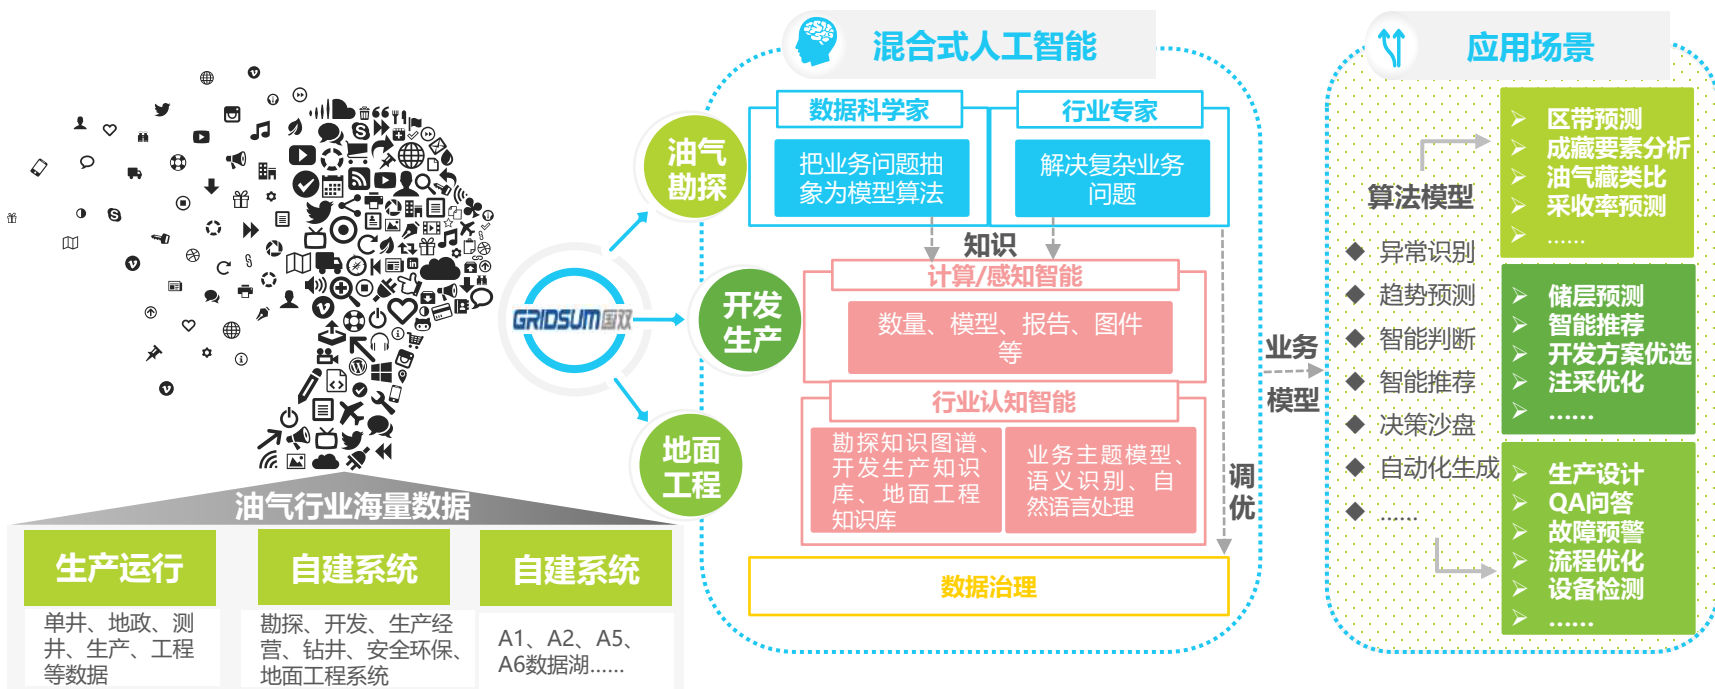 混合式人工智能
应用场景
数据科学家
行业专家
把业务问题抽
象为模型算法
解决复杂业务
问题
油气
勘探
知识
计算/感知智能
数量、模型、报告、图件
等
GRIDSUM国双
开发
生产
行业认知智能
勘探知识图谱、
开发生产知识
库、地面工程
知识库
业务主题模型、
语义识别、自
然语言处理
地面
工程
调
优
数据治理
业务
模型
算法模型
异常识别
趋势预测
智能判断
智能推荐
决策沙盘
自动化生成
......
区带预测
成藏要素分析
油气藏类比
采收率预测
......
储层预测
智能推荐
开发方案优选
注采优化
......
生产设计
QA问答
故障预警
流程优化
设备检测
......
油气行业海量数据
生产运行
自建系统
自建系统
单井、地政、测
井、生产、工程
等数据
勘探、开发、生产经
营、钻井、安全环保、
地面工程系统
A1、A2、A5、
A6数据湖......